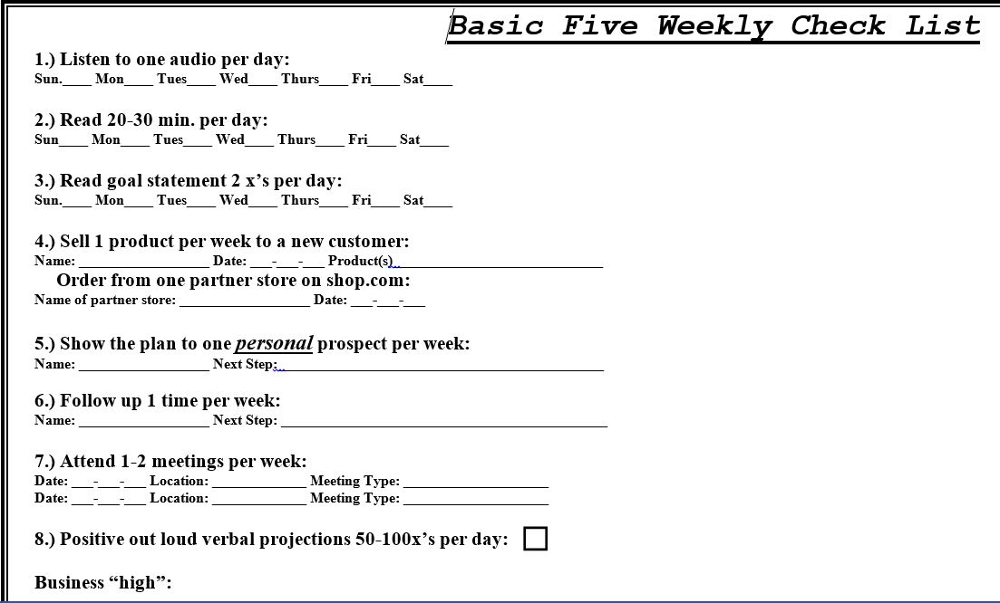 Basic Five Weekly Check List
1.) Listen to one audio per day:
Sun.____ Mon____ Tues____ Wed____ Thurs____ Fri____ Sat____
2.) Read 20-30 min. per day:
Sun____ Mon____ Tues____ Wed____ Thurs____ Fri____ Sat____
3.) Read goal statement 2 x’s per day:
Sun.____ Mon____ Tues____ Wed____ Thurs____ Fri____ Sat____
4.) Sell 1 product per week to a new customer:
Name: __________________ Date: ___-___-___ Product(s)____________________________
Order from one partner store on shop.com:
Name of partner store: __________________ Date: ___-___-___
5.) Show the plan to one personal prospect per week:
Name: __________________ Next Step:_____________________________________________
6.) Follow up 1 time per week:
Name: __________________ Next Step: _____________________________________________
7.) Attend 1-2 meetings per week:
Date: ___-___-___ Location: _____________ Meeting Type: ____________________
Date: ___-___-___ Location: _____________ Meeting Type: ____________________
8.) Positive out loud verbal projections 50-100x’s per day:
Business “high”: